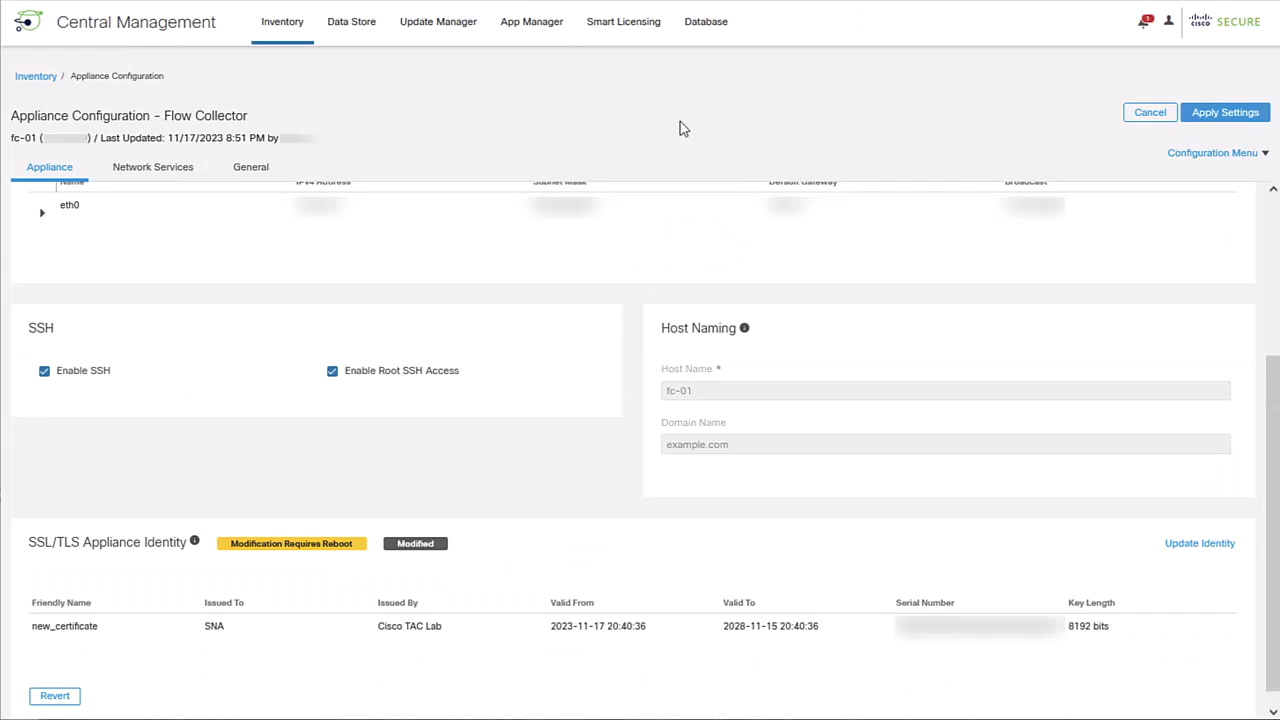 Central Management
Inventory
Data Store
Update Manager
App Manager
Smart Licensing
Database
1
cisco SECURE
Inventory / Appliance Configuration
Appliance Configuration - Flow Collector
Cancel
Apply Settings
fc-01 ( ) / Last Updated: 11/17/2023 8:51 PM by
Configuration Menu
Appliance
Network Services
General
Name
IPv4 Address
Subnet Mask
Default Gateway
Broadcast
eth0
SSH
Enable SSH
Enable Root SSH Access
Host Naming
Host Name *
fc-01
Domain Name
example.com
SSL/TLS Appliance Identity
Modification Requires Reboot
Modified
Update Identity
Friendly Name
Issued To
Issued By
Valid From
Valid To
Serial Number
Key Length
new_certificate
SNA
Cisco TAC Lab
2023-11-17 20:40:36
2028-11-15 20:40:36
8192 bits
Revert